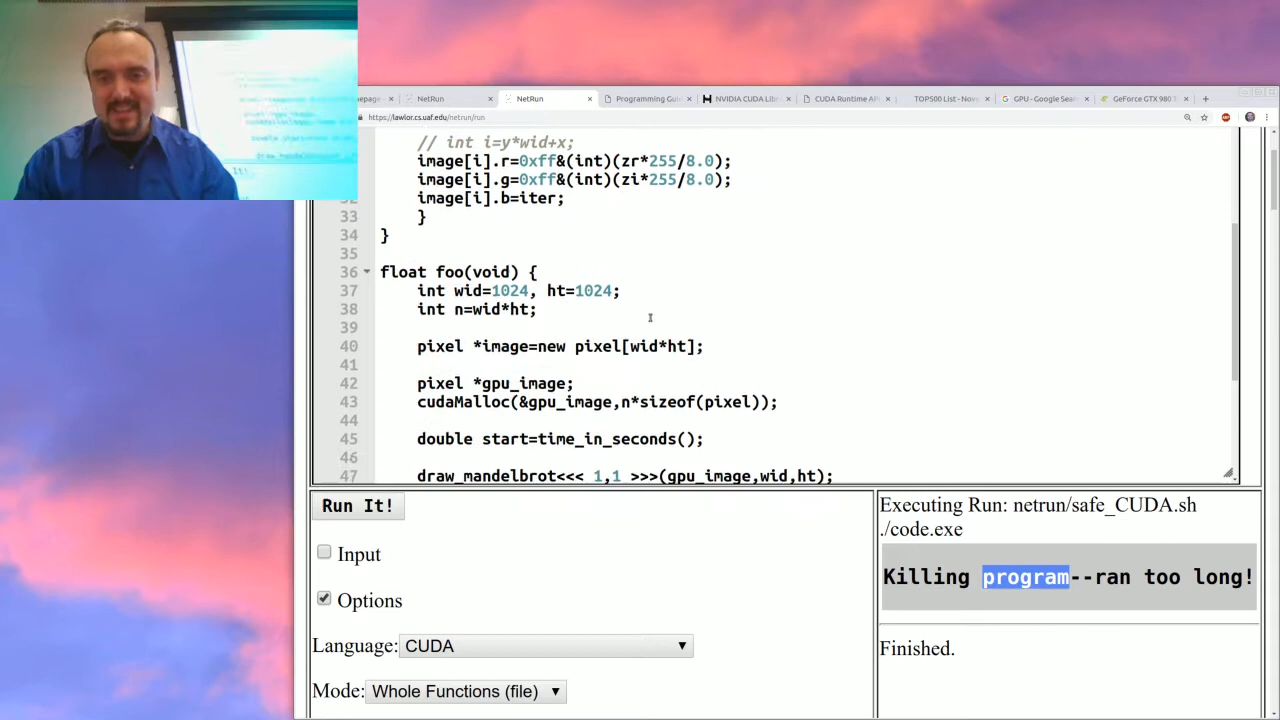 NetRun
NetRun
Programming Gui
NVIDIA CUDA Lib
CUDA Runtime AP
TOP500 List - Nove
GPU - Google Sear
GeForce GTX 980
https://lawlor.cs.uaf.edu/netrun/run
// int i=y*wid+x;
image[i].r=0xff&(int)(zr*255/8.0);
image[i].g=0xff&(int)(zi*255/8.0);
image[i].b=iter;
33 }
34 }
35
36 float foo(void) {
37 int wid=1024, ht=1024;
38 int n=wid*ht;
39
40 pixel *image=new pixel[wid*ht];
41
42 pixel *gpu_image;
43 cudaMalloc(&gpu_image,n*sizeof(pixel));
44
45 double start=time_in_seconds();
46
47 draw_mandelbrot<<< 1,1 >>>(gpu_image,wid,ht);
Run It!
Input
Options
Language: CUDA
Mode: Whole Functions (file)
Executing Run: netrun/safe_CUDA.sh
./code.exe
Killing program--ran too long!
Finished.